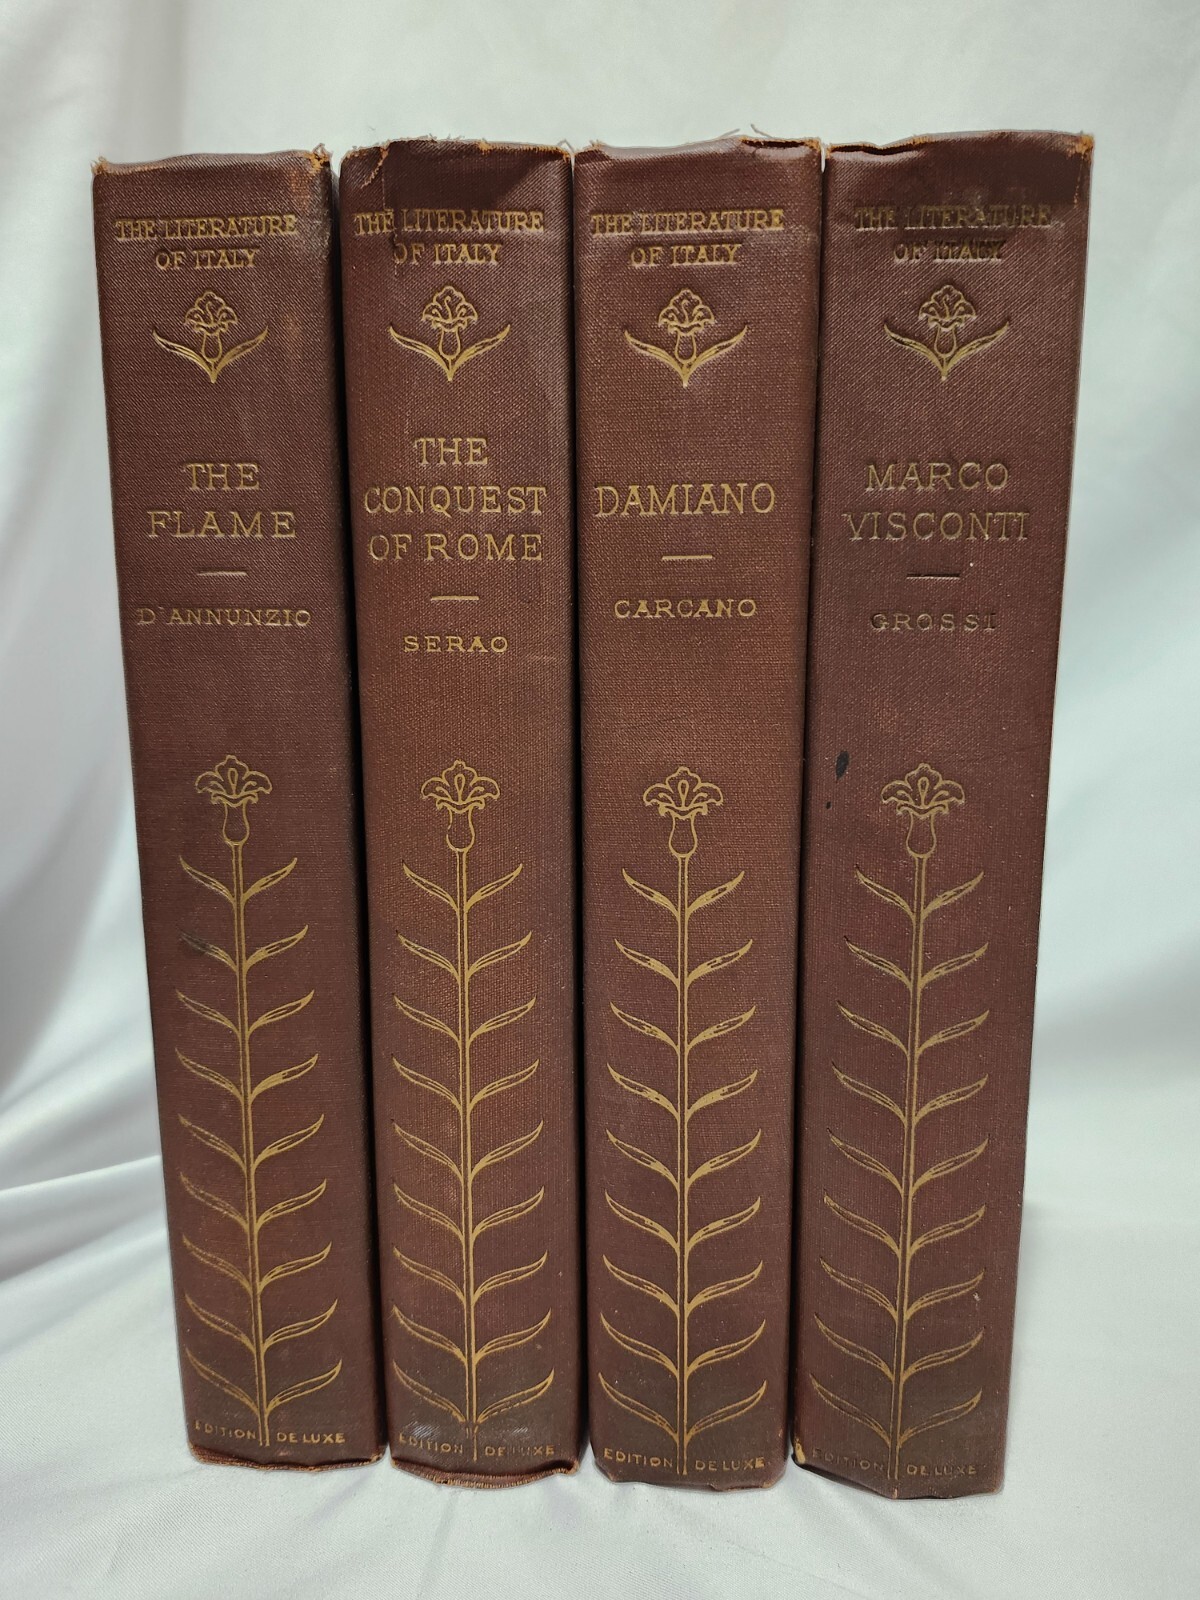 THE LITERATURE
OF ITALY
THE
FLAME
D'ANNUNZIO
EDITION DE LUXE
THE LITERATURE
OF ITALY
THE
CONQUEST
OF ROME
SERAO
EDITION DE LUXE
THE LITERATURE
OF ITALY
DAMIANO
CARCANO
EDITION DE LUXE
THE LITERATURE
OF ITALY
MARCO
VISCONTI
GROSSI
EDITION DE LUXE